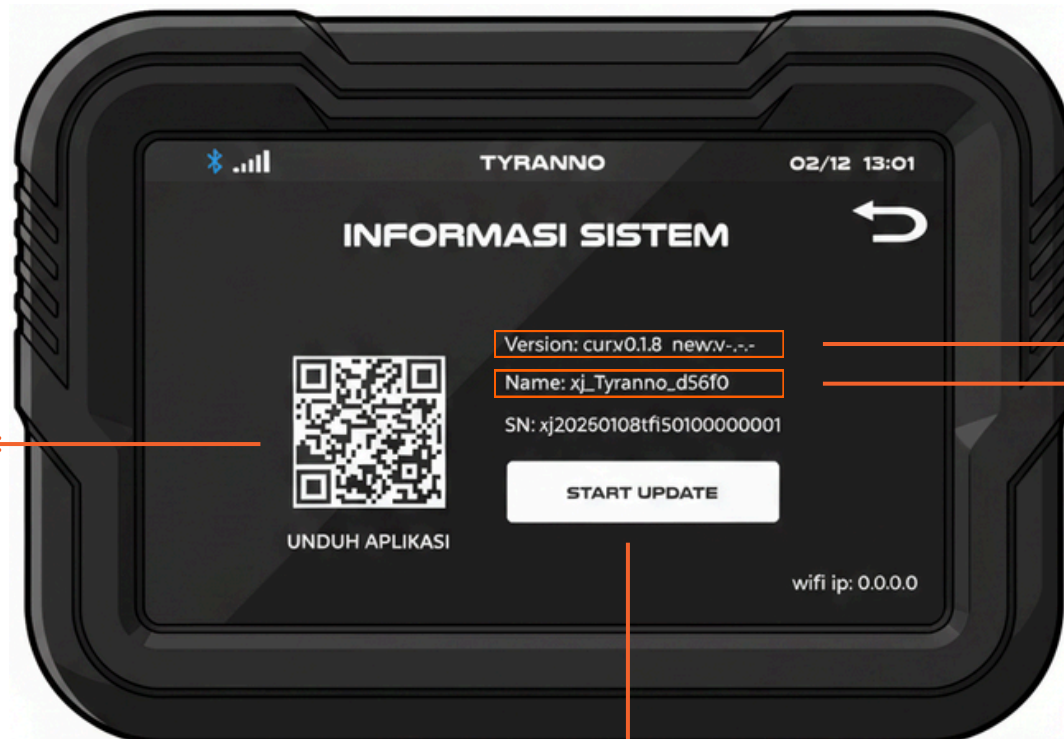 TYRANNO
02/12 13:01
INFORMASI SISTEM
Version: cur:v0.1.8 new:v-.-.-
Name: xj_Tyranno_d56f0
SN: xj20260108tfi50100000001
START UPDATE
UNDUH APLIKASI
wifi ip: 0.0.0.0